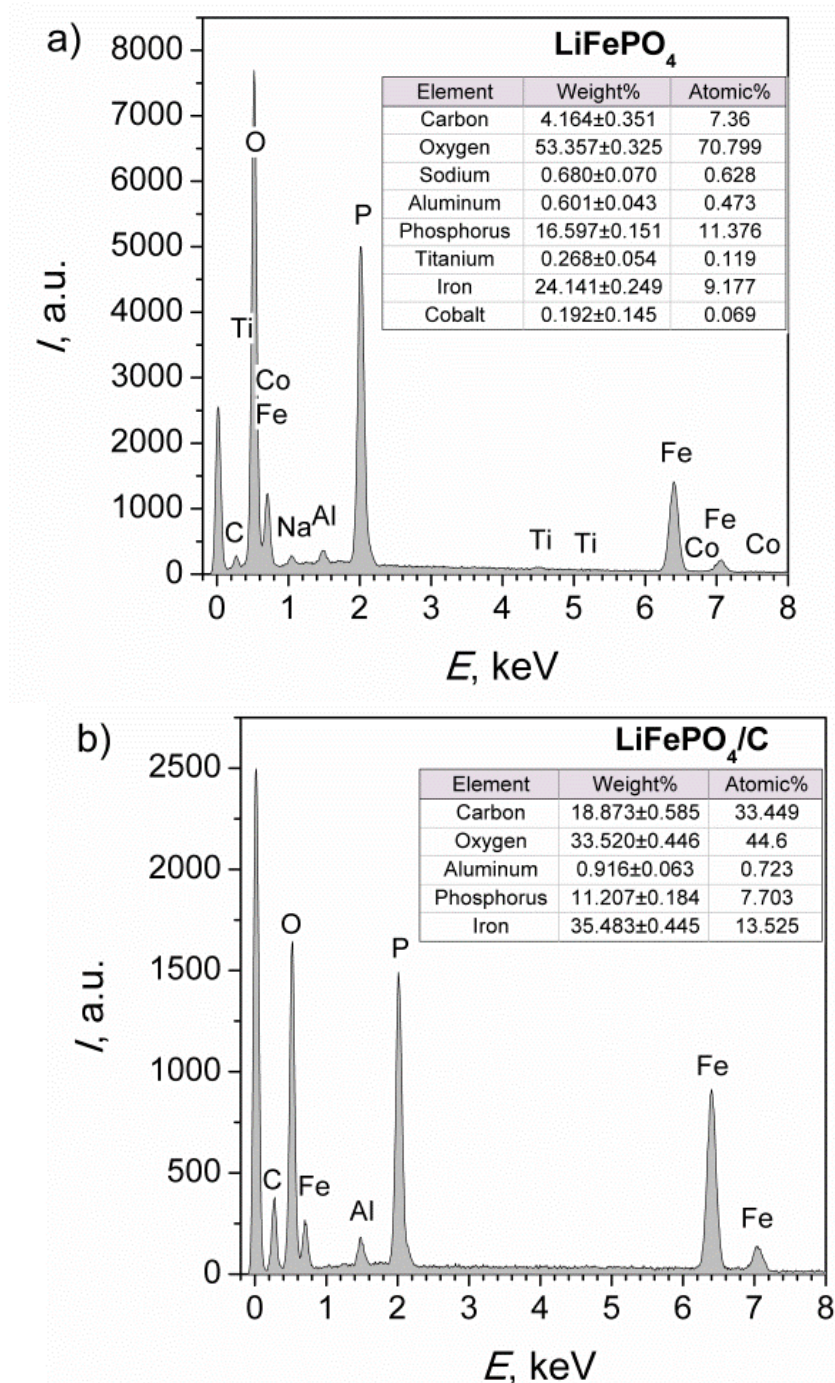 a)
LiFePO4
Element Weight% Atomic%
Carbon 4.164±0.351 7.36
Oxygen 53.357±0.325 70.799
Sodium 0.680±0.070 0.628
Aluminum 0.601±0.043 0.473
Phosphorus 16.597±0.151 11.376
Titanium 0.268±0.054 0.119
Iron 24.141±0.249 9.177
Cobalt 0.192±0.145 0.069
I, a.u.
8000
7000
6000
5000
4000
3000
2000
1000
0
C
Ti
O
Co
Fe
Na
Al
P
Ti
Ti
Fe
Co
Fe
Co
0 1 2 3 4 5 6 7 8
E, keV
b)
LiFePO4/C
Element Weight% Atomic%
Carbon 18.873±0.585 33.449
Oxygen 33.520±0.446 44.6
Aluminum 0.916±0.063 0.723
Phosphorus 11.207±0.184 7.703
Iron 35.483±0.445 13.525
I, a.u.
2500
2000
1500
1000
500
0
C
O
Fe
Al
P
Fe
Fe
0 1 2 3 4 5 6 7 8
E, keV